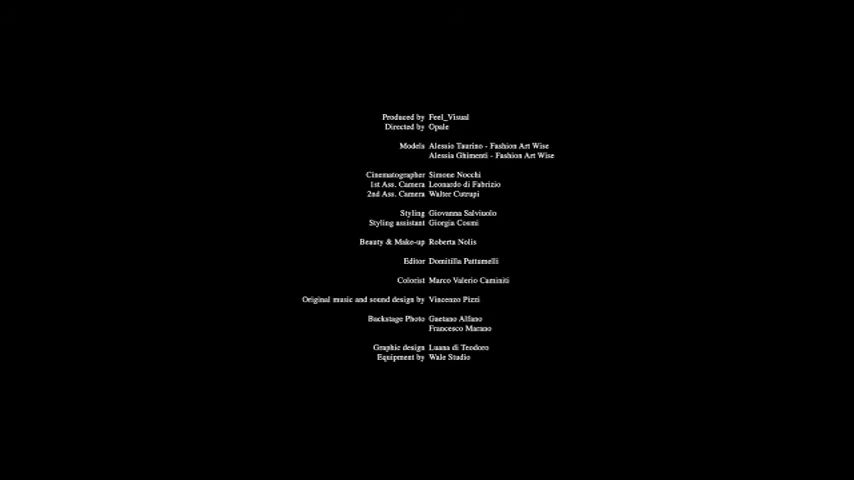 Produced by Feel_Visual
Directed by Opale
Models Alessio Taurino - Fashion Art Wise
Alessia Ghimenti - Fashion Art Wise
Cinematographer Simone Nocchi
1st Ass. Camera Leonardo di Fabrizio
2nd Ass. Camera Walter Cutrupi
Styling Giovanna Salviuolo
Styling assistant Giorgia Cosmi
Beauty & Make-up Roberta Nolis
Editor Domitilla Pattumelli
Colorist Marco Valerio Caminiti
Original music and sound design by Vincenzo Pizzi
Backstage Photo Gaetano Alfano
Francesco Marano
Graphic design Luana di Teodoro
Equipment by Wale Studio